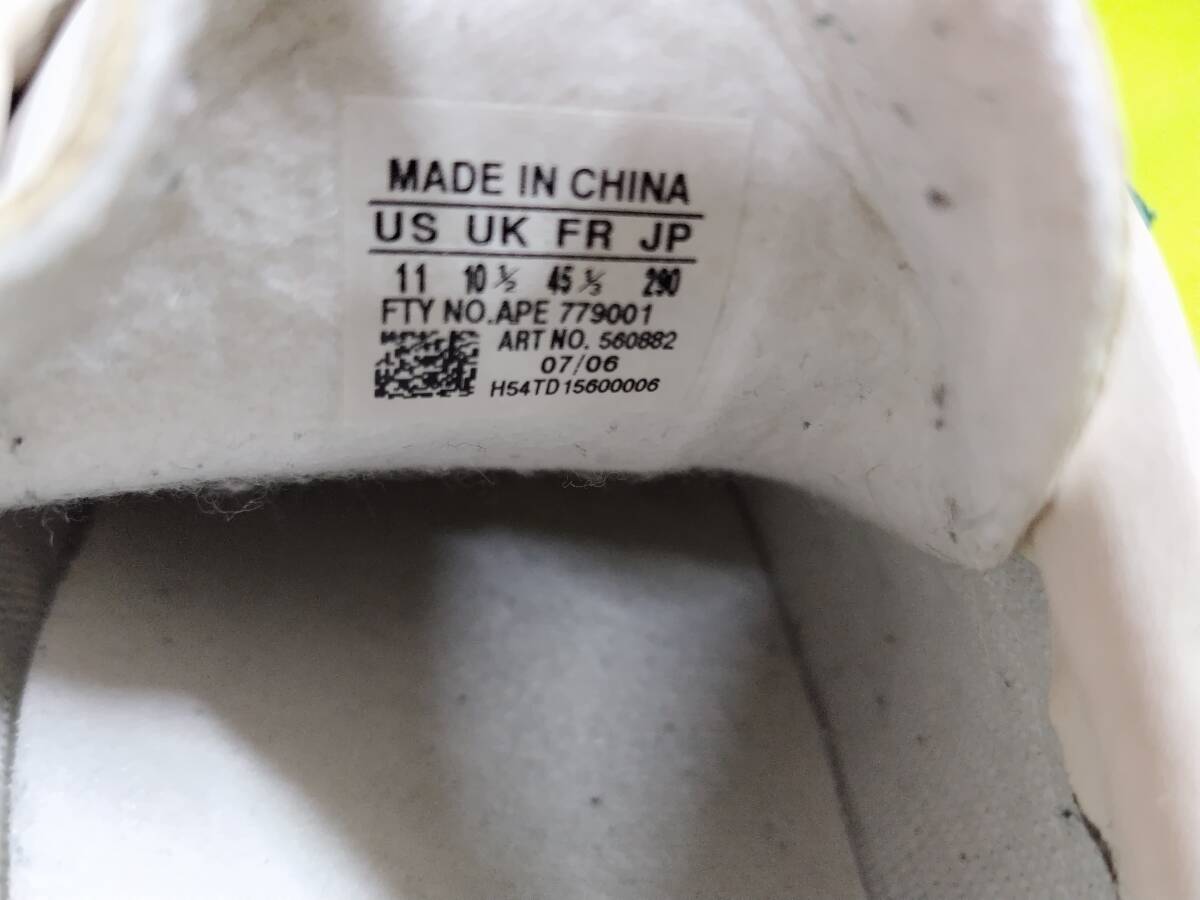 MADE IN CHINA
US UK FR JP
11 10 ½ 45 ⅓ 290
FTY NO.APE 779001
ART NO. 560882
07/06
H54TD15600006